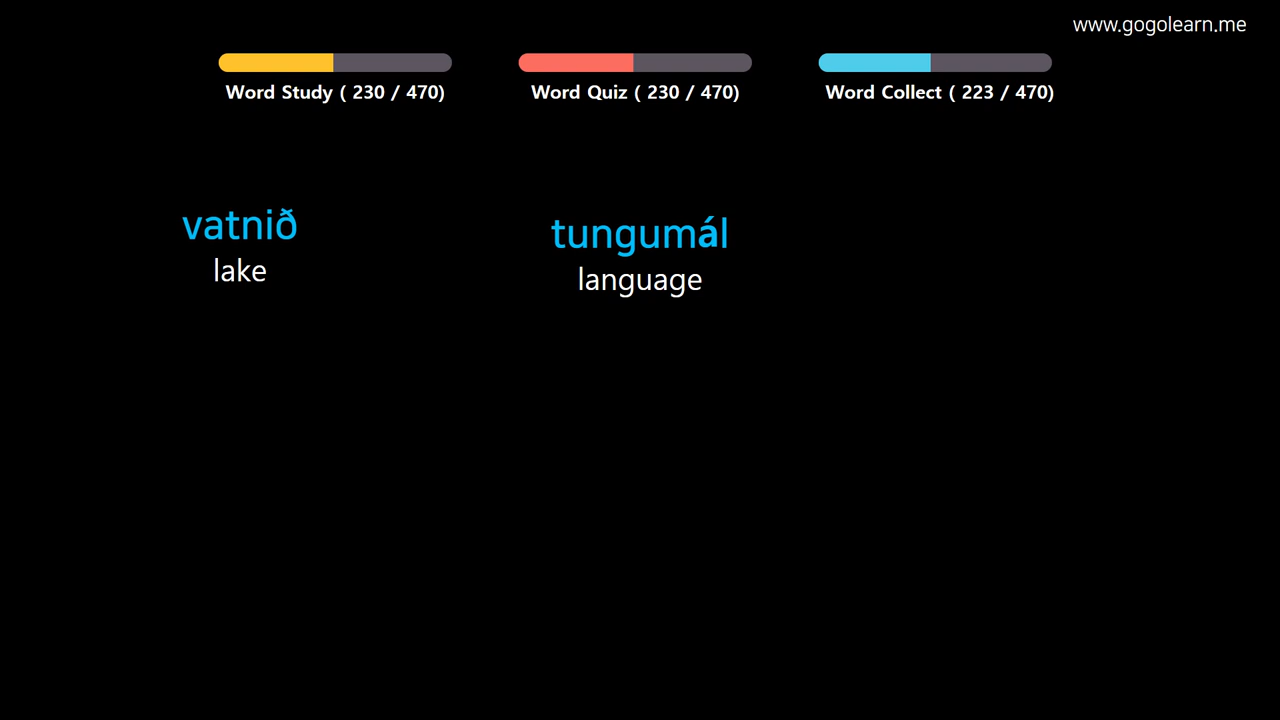 www.gogolearn.me
Word Study ( 230 / 470)
Word Quiz ( 230 / 470)
Word Collect ( 223 / 470)
vatnið
lake
tungumál
language